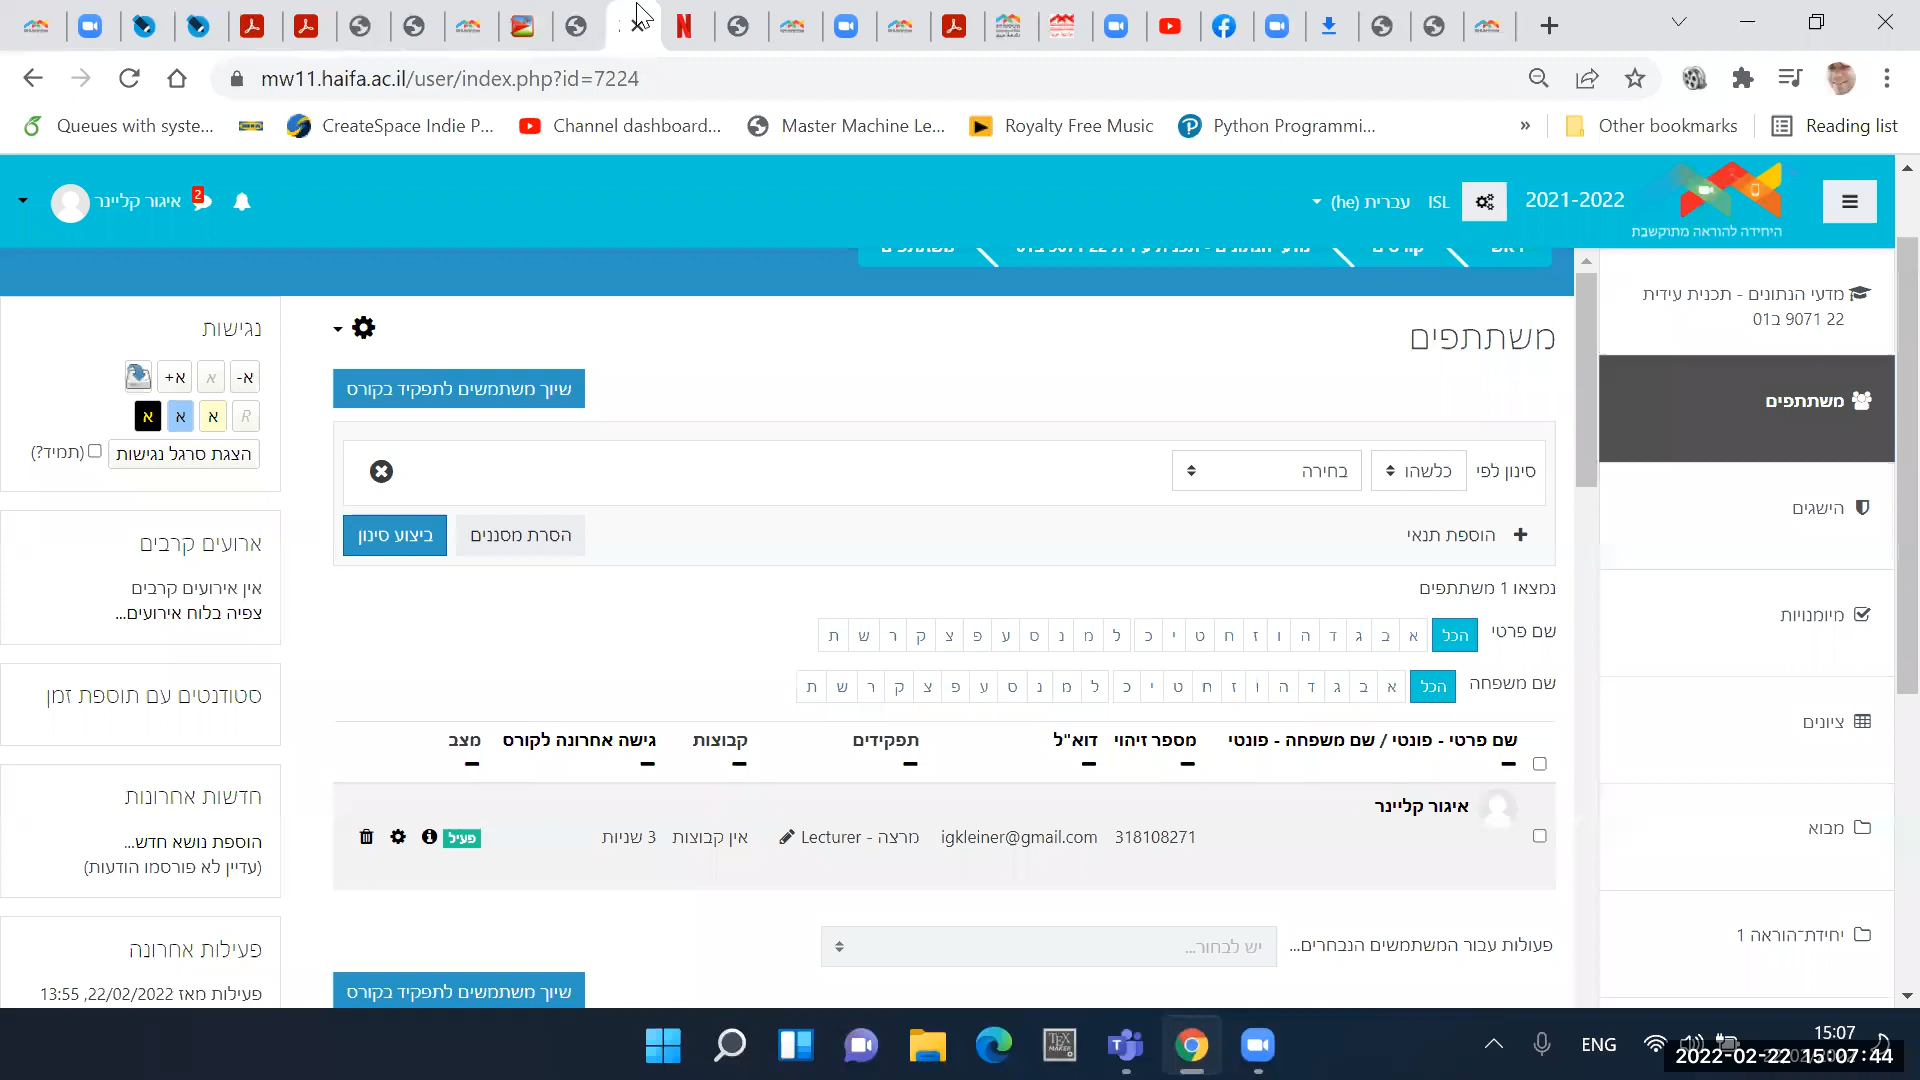 mw11.haifa.ac.il/user/index.php?id=7224
Queues with syste...
CreateSpace Indie P...
Channel dashboard...
Master Machine Le...
Royalty Free Music
Python Programmi...
»
Other bookmarks
Reading list
איגור קליינר
2
עברית ‎(he)‎
ISL
2021-2022
היחידה להוראה מתוקשבת
מדעי הנתונים - תכנית עידית
22 9071 ב01
משתתפים
הישגים
מיומנויות
ציונים
מבוא
יחידת־הוראה 1
משתתפים
שיוך משתמשים לתפקיד בקורס
סינון לפי
כלשהו
בחירה
הוספת תנאי
הסרת מסננים
ביצוע סינון
נמצאו 1 משתתפים
שם פרטי
הכל א ב ג ד ה ו ז ח ט י כ ל מ נ ס ע פ צ ק ר ש ת
שם משפחה
הכל א ב ג ד ה ו ז ח ט י כ ל מ נ ס ע פ צ ק ר ש ת
שם פרטי - פונטי / שם משפחה - פונטי
מספר זיהוי
דוא"ל
תפקידים
קבוצות
גישה אחרונה לקורס
מצב
איגור קליינר
318108271
igkleiner@gmail.com
מרצה - Lecturer
אין קבוצות
3 שניות
פעיל
פעולות עבור המשתמשים הנבחרים...
יש לבחור...
שיוך משתמשים לתפקיד בקורס
נגישות
א-
א
א+
R
א
א
א
הצגת סרגל נגישות
(תמיד?)
ארועים קרבים
אין אירועים קרבים
צפיה בלוח אירועים...
סטודנטים עם תוספת זמן
חדשות אחרונות
הוספת נושא חדש...
(עדיין לא פורסמו הודעות)
פעילות אחרונה
פעילות מאז 22/02/2022, 13:55
ENG
15:07
2022-02-22 15:07:44